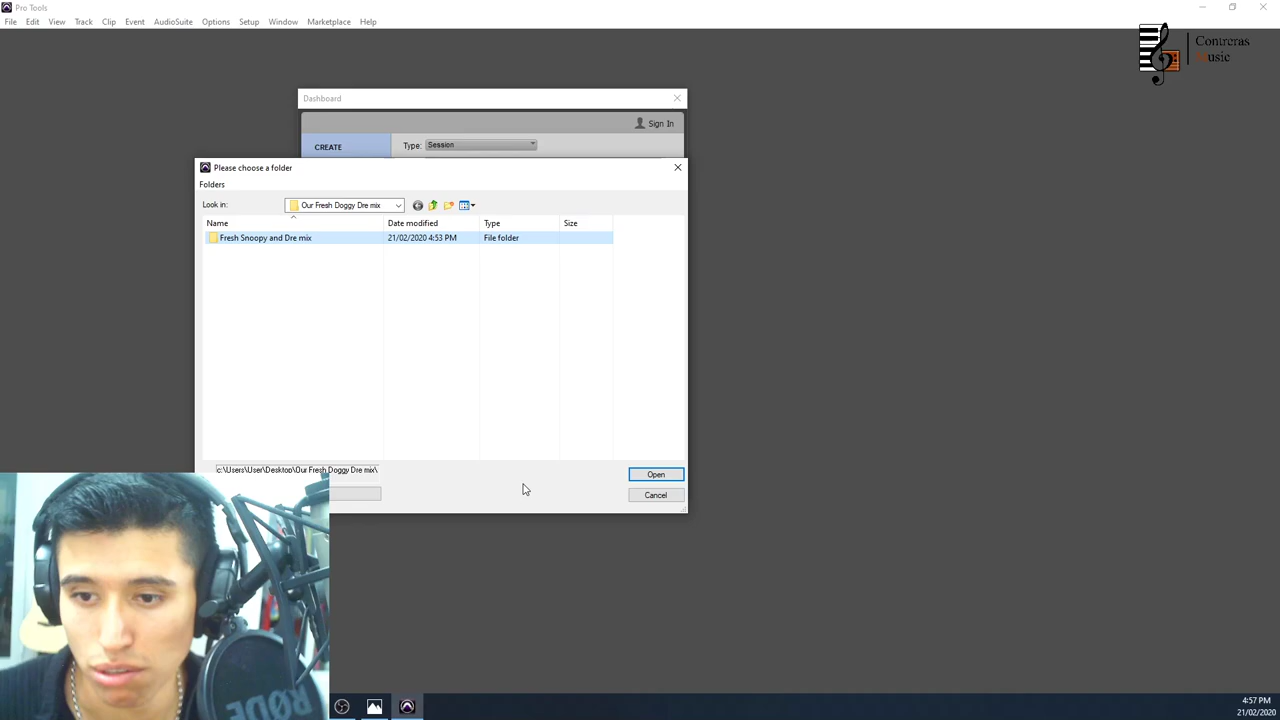 Pro Tools
File Edit View Track Clip Event AudioSuite Options Setup Window Marketplace Help
Contreras
Music
Dashboard
Sign In
CREATE
Type: Session
Please choose a folder
Folders
Look in: Our Fresh Doggy Dre mix
Name Date modified Type Size
Fresh Snoopy and Dre mix 21/02/2020 4:53 PM File folder
c:\Users\User\Desktop\Our Fresh Doggy Dre mix\
Open
Cancel
RØDE
4:57 PM
21/02/2020